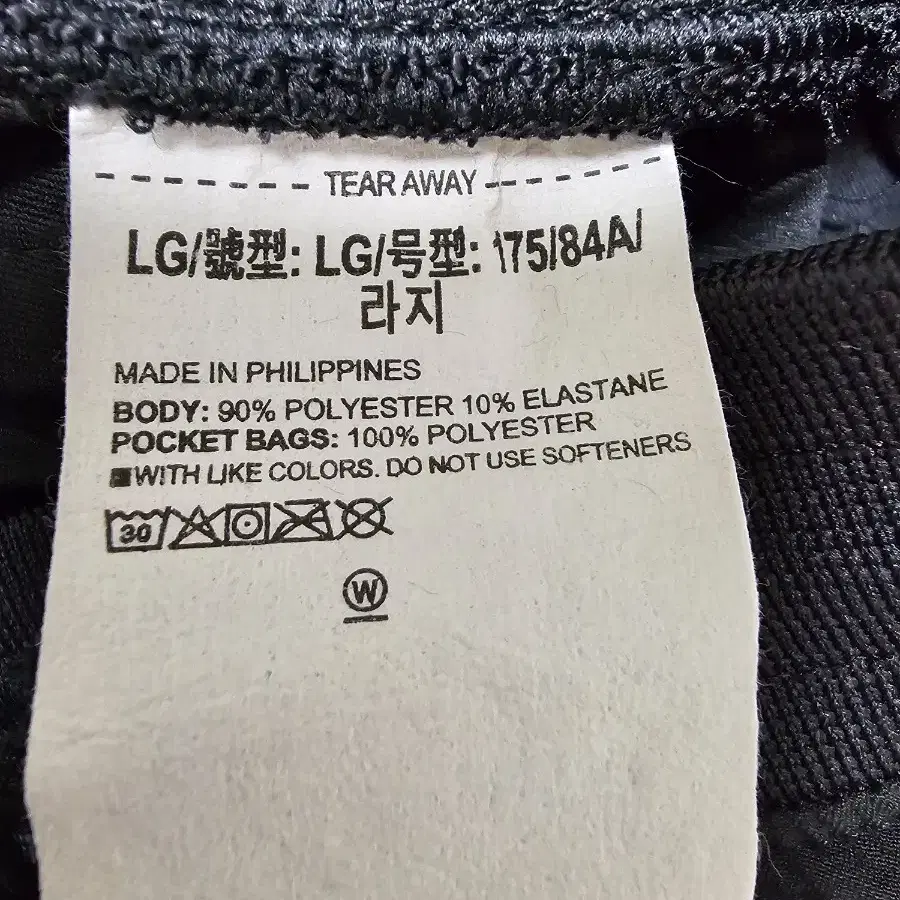 TEAR AWAY
LG/號型: LG/号型: 175/84A/
라지
MADE IN PHILIPPINES
BODY: 90% POLYESTER 10% ELASTANE
POCKET BAGS: 100% POLYESTER
WITH LIKE COLORS. DO NOT USE SOFTENERS
30
W